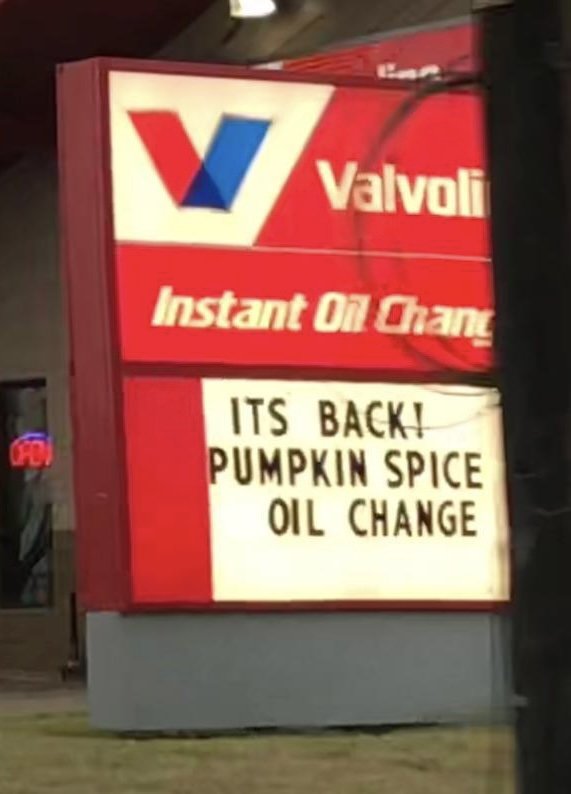 Valvoli
Instant Oil Chang
ITS BACK!
PUMPKIN SPICE
OIL CHANGE
OPEN